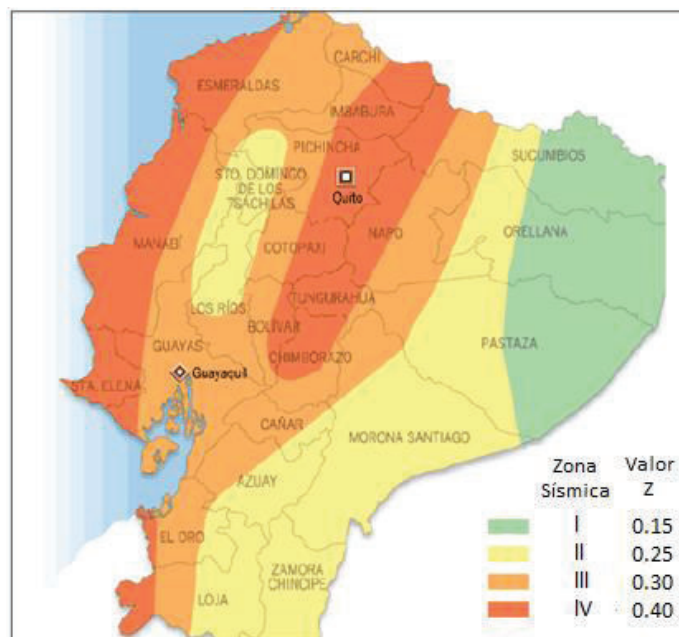 CARCHI
ESMERALDAS
IMBABURA
PICHINCHA
STO. DOMINGO
DE LOS
TSACHILAS
Quito
SUCUMBIOS
MANABÍ
COTOPAXI
NAPO
ORELLANA
LOS RÍOS
TUNGURAHUA
BOLIVAR
PASTAZA
GUAYAS
CHIMBORAZO
Guayaquil
STA. ELENA
CAÑAR
MORONA SANTIAGO
AZUAY
EL ORO
ZAMORA
CHINCIPE
LOJA
Zona Valor
Sísmica Z
I 0.15
II 0.25
III 0.30
IV 0.40